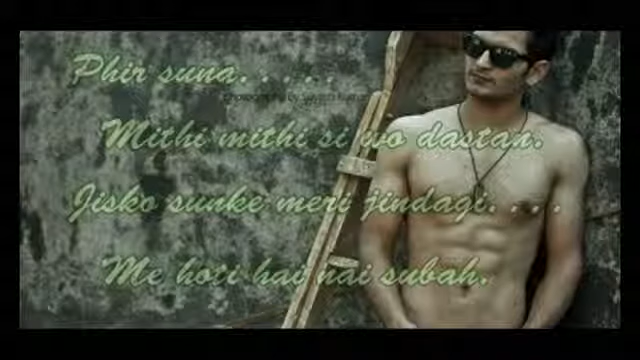 Phir suna. . . . .
Mithi mithi si wo dastan.
Jisko sunke meri jindagi. . . .
Me hoti hai nai subah.